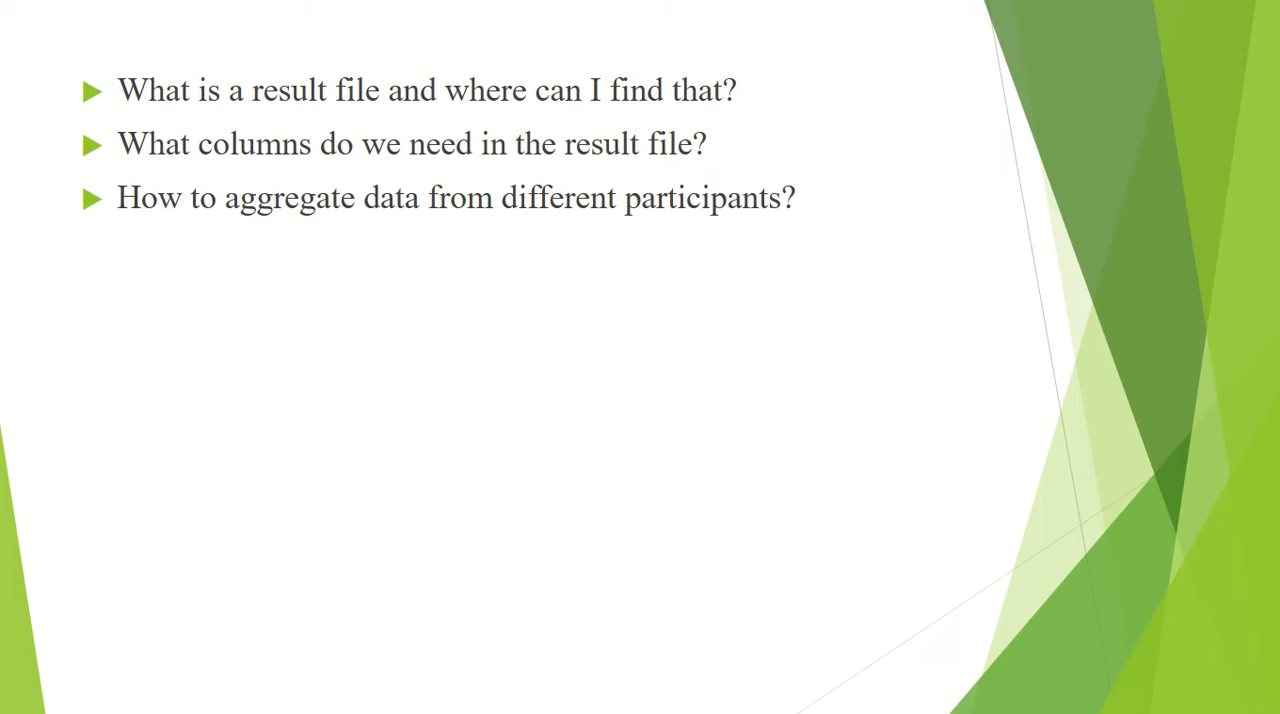 What is a result file and where can I find that?
What columns do we need in the result file?
How to aggregate data from different participants?